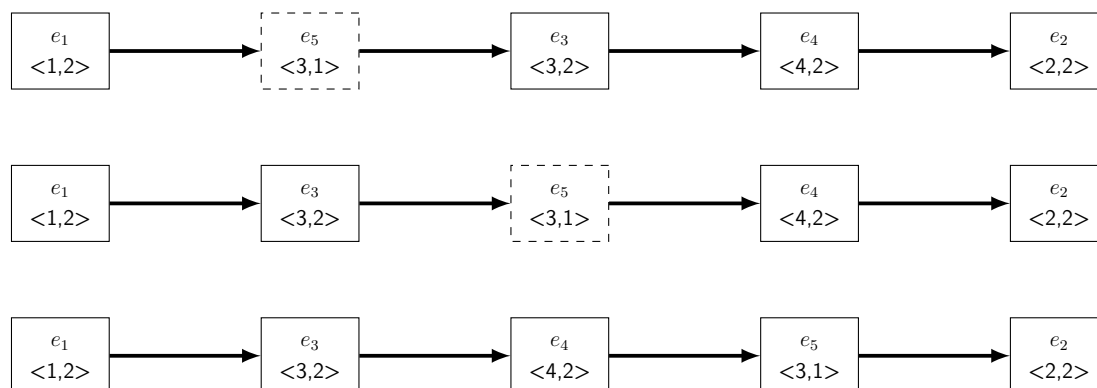 e₁ e₅ e₃ e₄ e₂
<1,2> <3,1> <3,2> <4,2> <2,2>
e₁ e₃ e₅ e₄ e₂
<1,2> <3,2> <3,1> <4,2> <2,2>
e₁ e₃ e₄ e₅ e₂
<1,2> <3,2> <4,2> <3,1> <2,2>